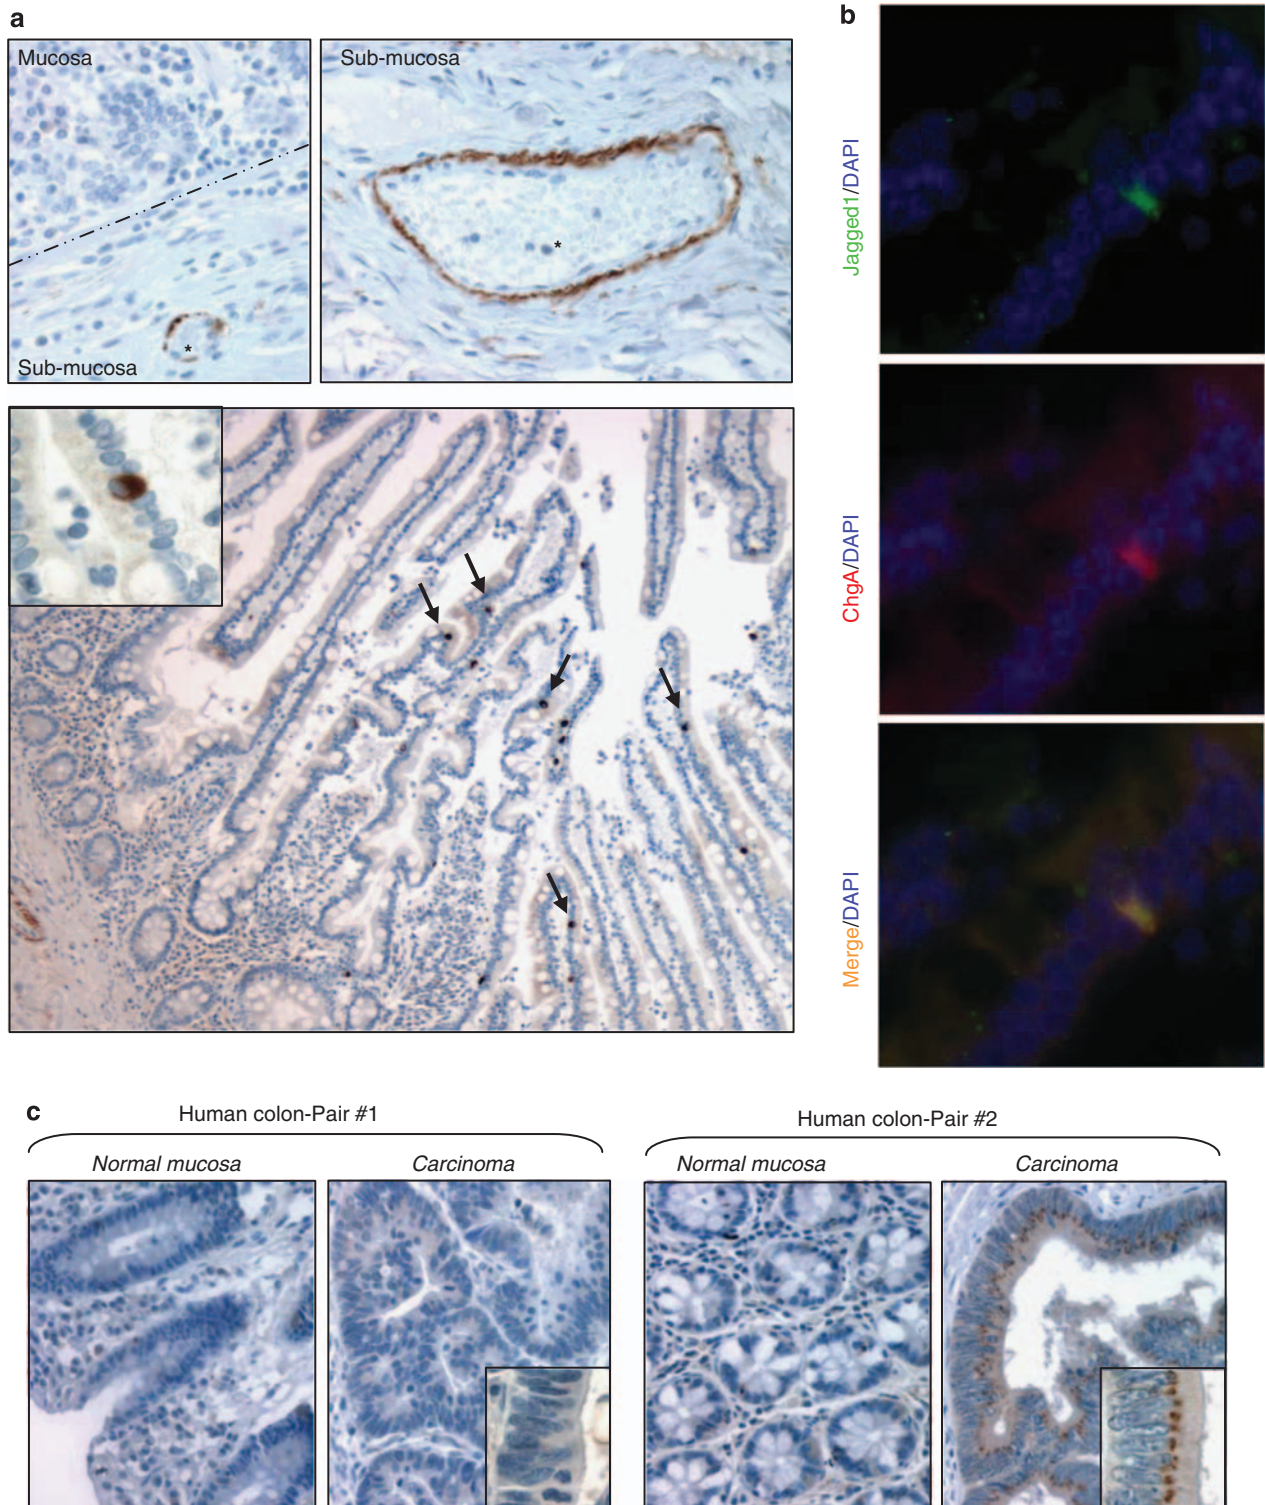 a
Mucosa
Sub-mucosa
*
Sub-mucosa
*
b
Jagged1/DAPI
ChgA/DAPI
Merge/DAPI
c
Human colon-Pair #1
Normal mucosa
Carcinoma
Human colon-Pair #2
Normal mucosa
Carcinoma